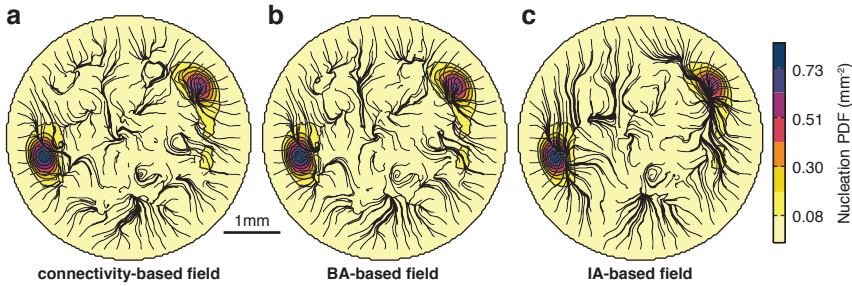 a
b
c
0.73
0.51
0.30
0.08
Nucleation PDF (mm-2)
1mm
connectivity-based field
BA-based field
IA-based field